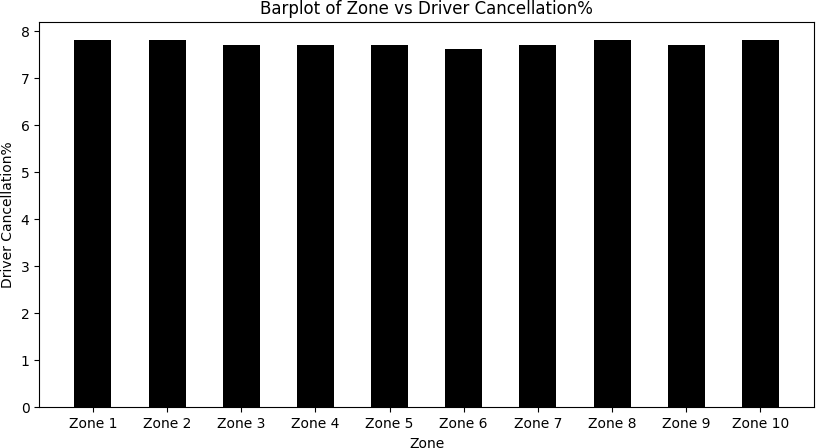 Barplot of Zone vs Driver Cancellation%
Driver Cancellation%
8
7
6
5
4
3
2
1
0
Zone 1 Zone 2 Zone 3 Zone 4 Zone 5 Zone 6 Zone 7 Zone 8 Zone 9 Zone 10
Zone